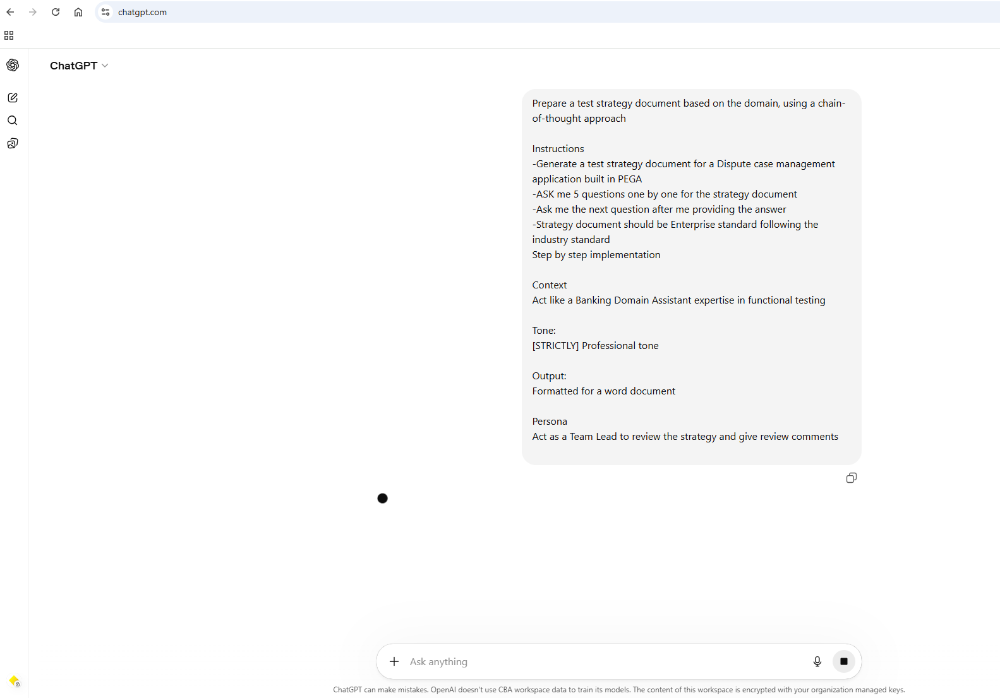 chatgpt.com
ChatGPT
Prepare a test strategy document based on the domain, using a chain-
of-thought approach
Instructions
-Generate a test strategy document for a Dispute case management
application built in PEGA
-ASK me 5 questions one by one for the strategy document
-Ask me the next question after me providing the answer
-Strategy document should be Enterprise standard following the
industry standard
Step by step implementation
Context
Act like a Banking Domain Assistant expertise in functional testing
Tone:
[STRICTLY] Professional tone
Output:
Formatted for a word document
Persona
Act as a Team Lead to review the strategy and give review comments
Ask anything
ChatGPT can make mistakes. OpenAI doesn't use CBA workspace data to train its models. The content of this workspace is encrypted with your organization managed keys.